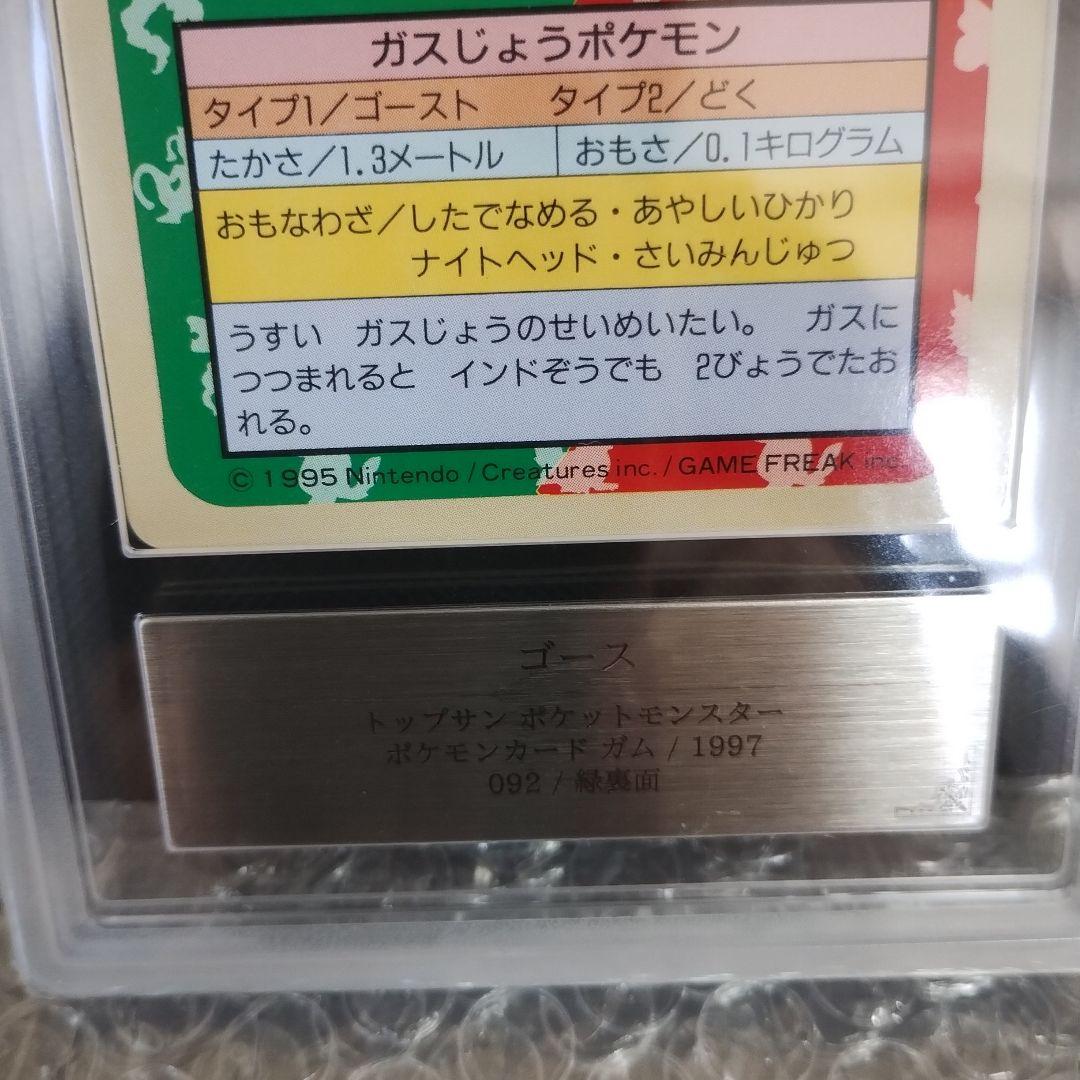 ガスじょうポケモン
タイプ1/ゴースト タイプ2/どく
たかさ/1.3メートル おもさ/0.1キログラム
おもなわざ/したでなめる・あやしいひかり
ナイトヘッド・さいみんじゅつ
うすい ガスじょうのせいめいたい。 ガスに
つつまれると インドぞうでも 2びょうでたお
れる。
© 1995 Nintendo / Creatures inc. / GAME FREAK inc.
ゴース
トップサン ポケットモンスター
ポケモンカード ガム / 1997
092 / 緑裏面